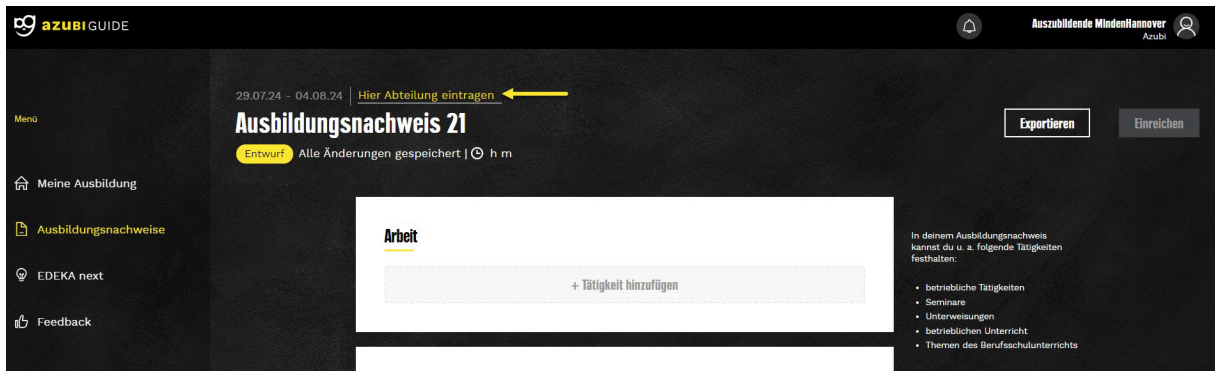 azubiGUIDE
Auszubildende MindenHannover
Azubi
Menü
Meine Ausbildung
Ausbildungsnachweise
EDEKA next
Feedback
29.07.24 - 04.08.24 | Hier Abteilung eintragen
Ausbildungsnachweis 21
Entwurf Alle Änderungen gespeichert | h m
Exportieren
Einreichen
Arbeit
+ Tätigkeit hinzufügen
In deinem Ausbildungsnachweis
kannst du u. a. folgende Tätigkeiten
festhalten:
• betriebliche Tätigkeiten
• Seminare
• Unterweisungen
• betrieblichen Unterricht
• Themen des Berufsschulunterrichts